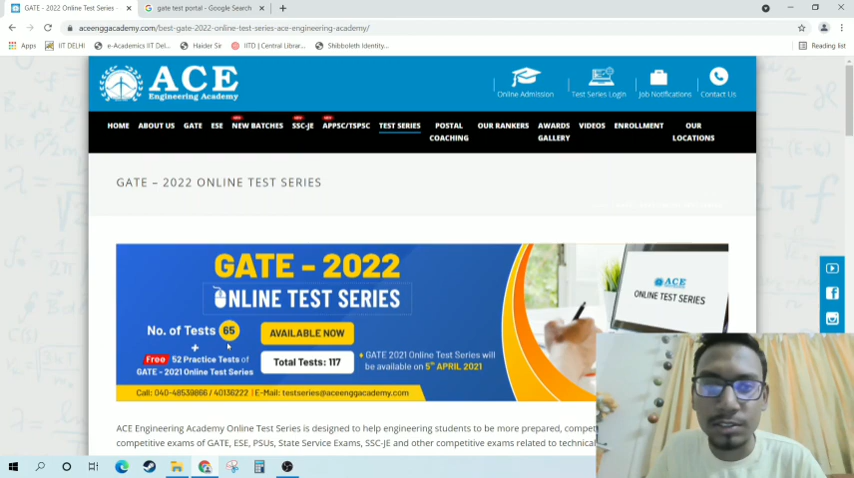 GATE - 2022 Online Test Series -
gate test portal - Google Search
aceenggacademy.com/best-gate-2022-online-test-series-ace-engineering-academy/
Apps
IIT DELHI
e-Academics IIT Del...
Haider Sir
IITD | Central Librar...
Shibboleth Identity...
Reading list
ACE
Engineering Academy
Online Admission
Test Series Login
Job Notifications
Contact Us
HOME ABOUT US GATE ESE NEW BATCHES SSC-JE APPSC/TSPSC TEST SERIES POSTAL COACHING OUR RANKERS AWARDS GALLERY VIDEOS ENROLLMENT OUR LOCATIONS
GATE – 2022 ONLINE TEST SERIES
GATE - 2022
ONLINE TEST SERIES
No. of Tests 65
+
Free 52 Practice Tests of
GATE - 2021 Online Test Series
AVAILABLE NOW
Total Tests: 117
GATE 2021 Online Test Series will
be available on 5th APRIL 2021
Call: 040-48539866 / 40136222 | E-Mail: testseries@aceenggacademy.com
ACE
ONLINE TEST SERIES
ACE Engineering Academy Online Test Series is designed to help engineering students to be more prepared,
competitive exams of GATE, ESE, PSUs, State Service Exams, SSC-JE and other competitive exams related to